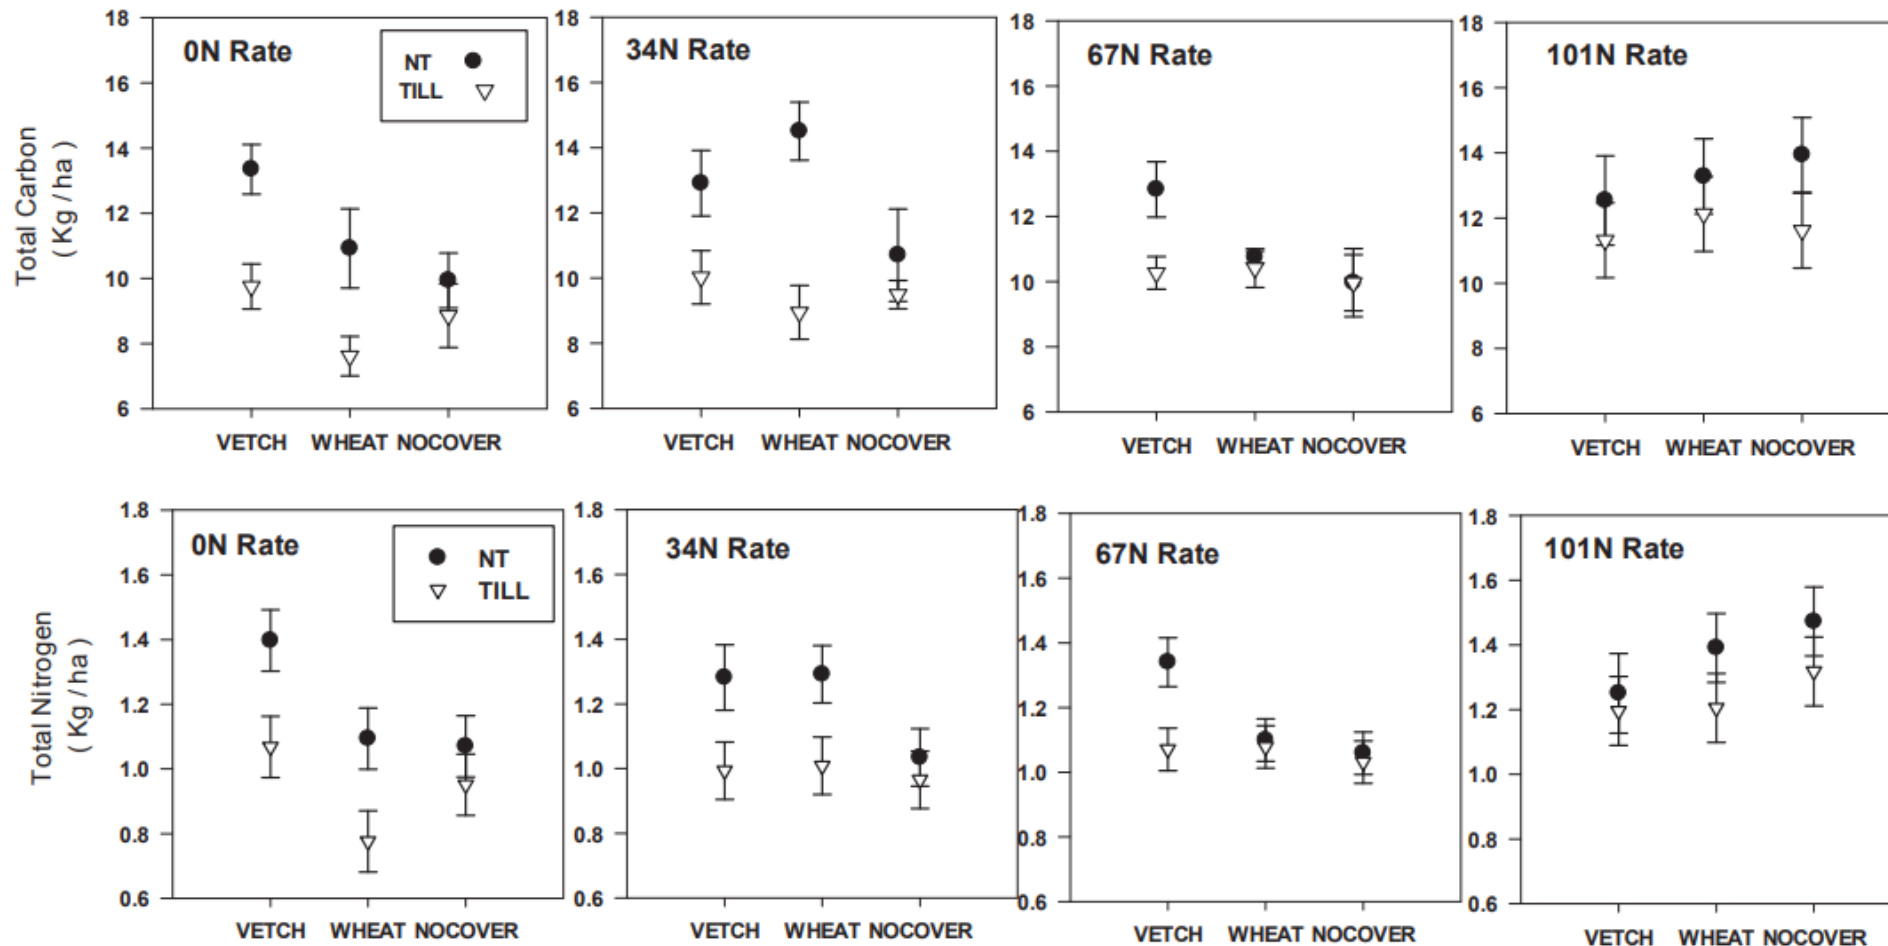 Total Carbon
( Kg / ha )
18
16
14
12
10
8
6
0N Rate
NT
TILL
VETCH WHEAT NOCOVER
18
16
14
12
10
8
6
34N Rate
VETCH WHEAT NOCOVER
18
16
14
12
10
8
6
67N Rate
VETCH WHEAT NOCOVER
18
16
14
12
10
8
6
101N Rate
VETCH WHEAT NOCOVER
Total Nitrogen
( Kg / ha )
1.8
1.6
1.4
1.2
1.0
0.8
0.6
0N Rate
NT
TILL
VETCH WHEAT NOCOVER
1.8
1.6
1.4
1.2
1.0
0.8
0.6
34N Rate
VETCH WHEAT NOCOVER
1.8
1.6
1.4
1.2
1.0
0.8
0.6
67N Rate
VETCH WHEAT NOCOVER
1.8
1.6
1.4
1.2
1.0
0.8
0.6
101N Rate
VETCH WHEAT NOCOVER